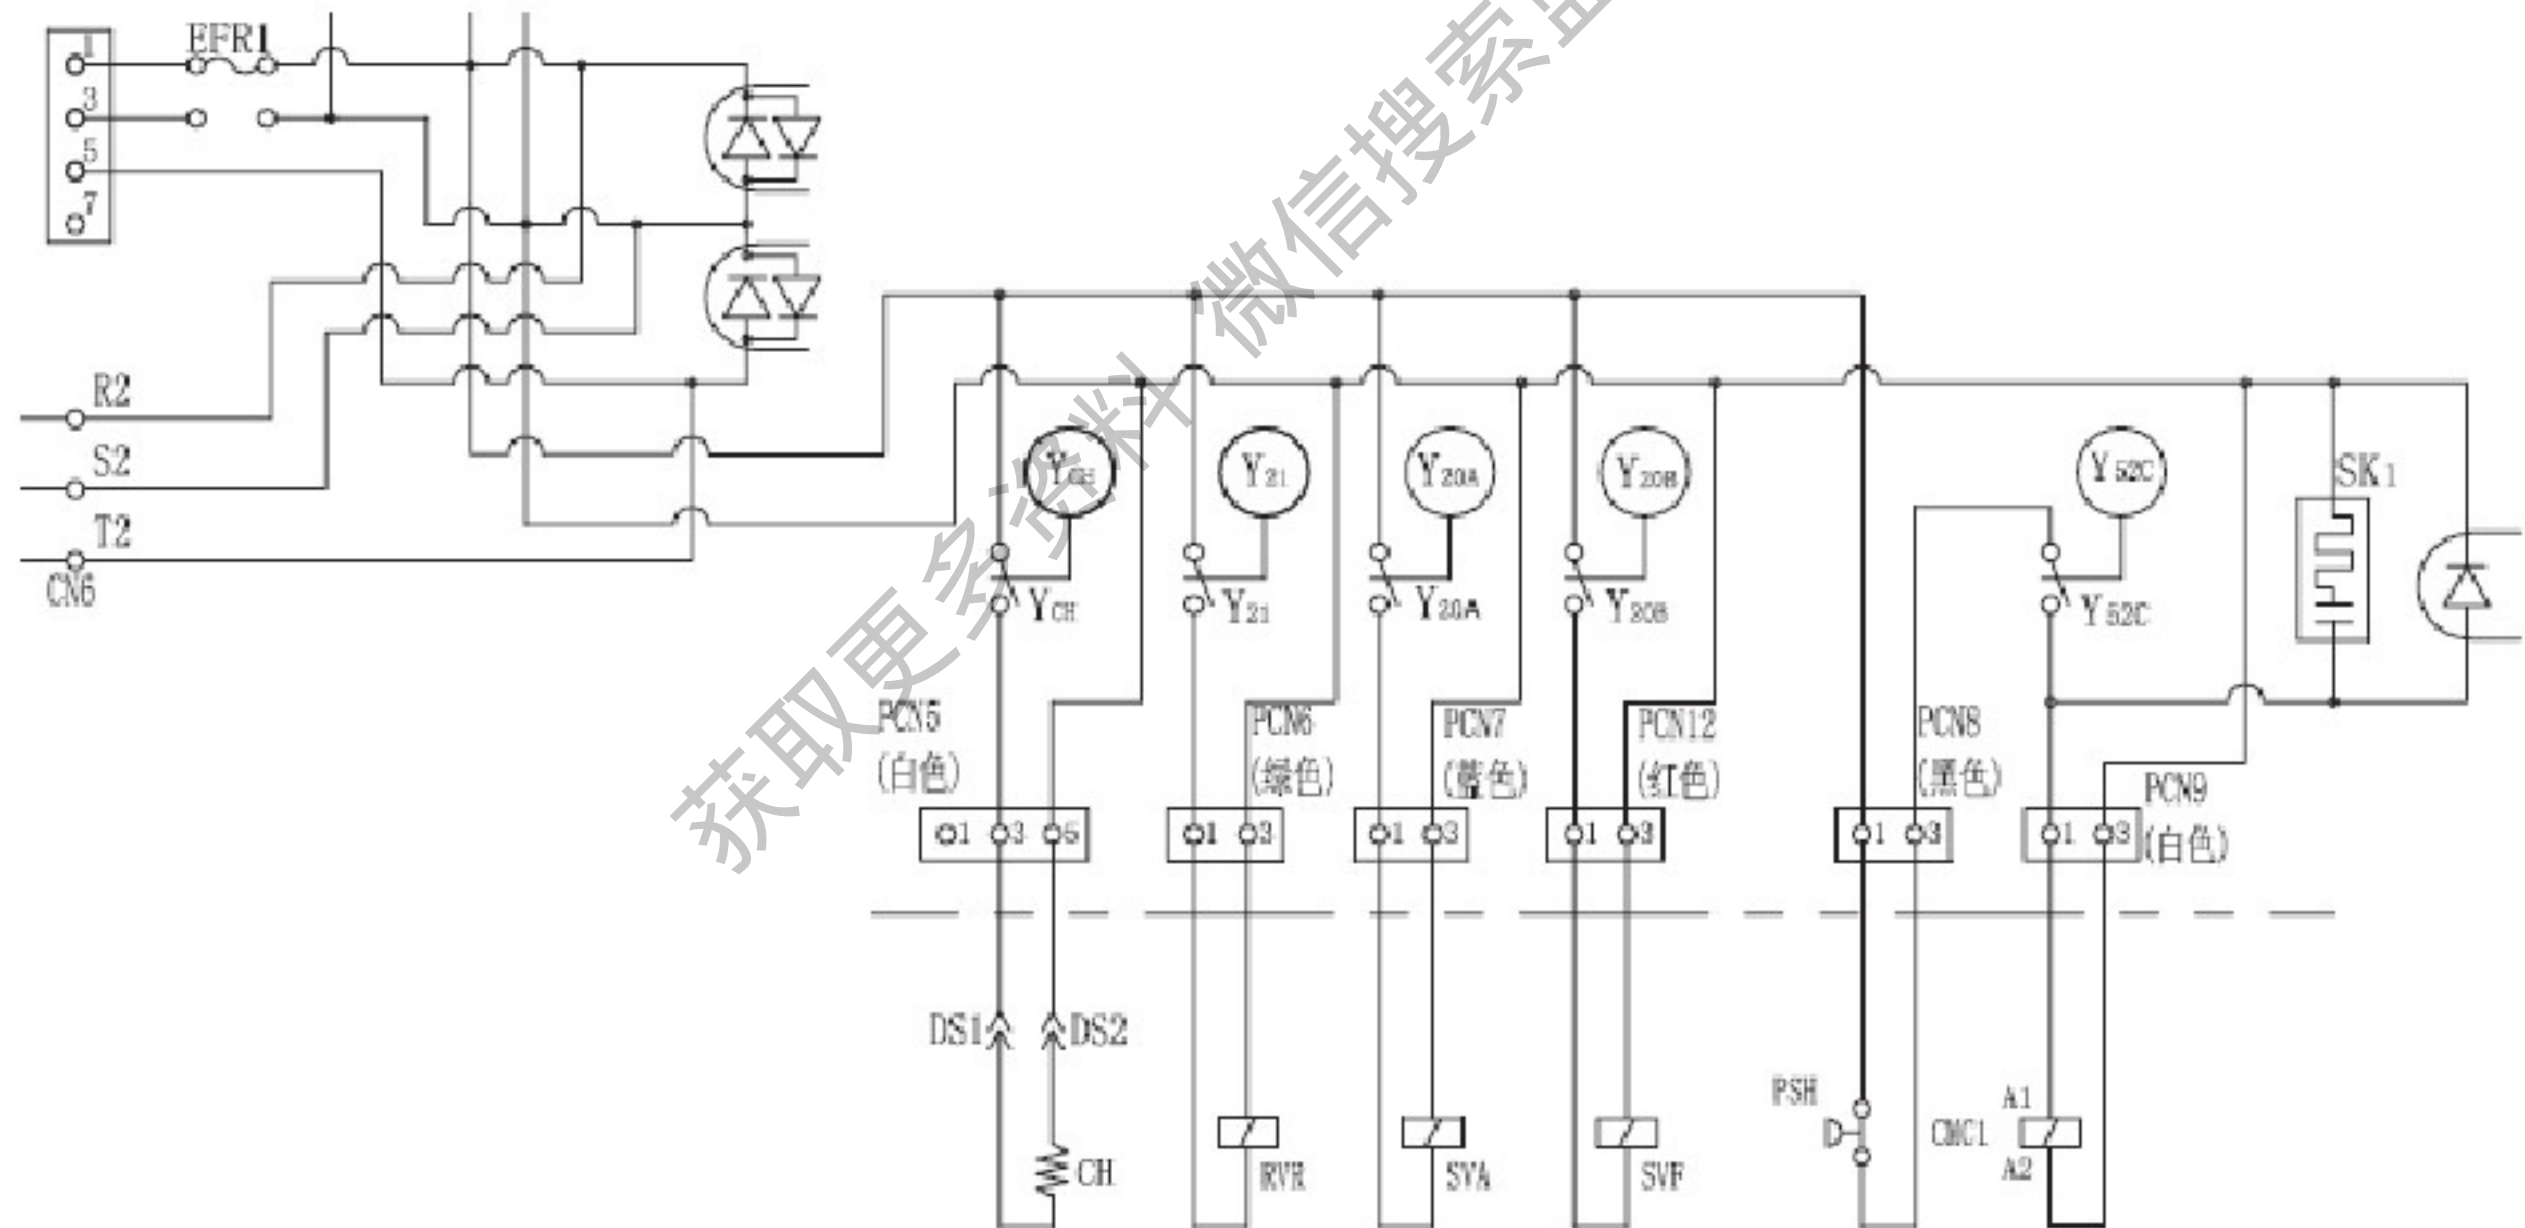 EFR1
1
3
5
7
R2
S2
T2
CN6
获取更多资料 微信搜索
YCH
Y21
Y20A
Y20B
Y52C
SK1
YCH
Y21
Y20A
Y20B
Y52C
PCN5
(白色)
PCN6
(绿色)
PCN7
(蓝色)
PCN12
(红色)
PCN8
(黑色)
PCN9
(白色)
1 3 5
1 3
1 3
1 3
1 3
1 3
DS1 DS2
CH
RVR
SVA
SVF
PSH
CMC1
A1
A2